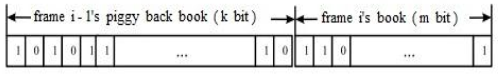 frame i - 1's piggy back book (k bit) frame i's book (m bit)
1 0 1 0 1 1 ... 1 0 1 1 0 ... 1